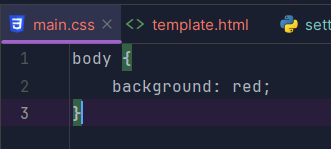 main.css × <> template.html sett
1 body {
2 background: red;
3 }